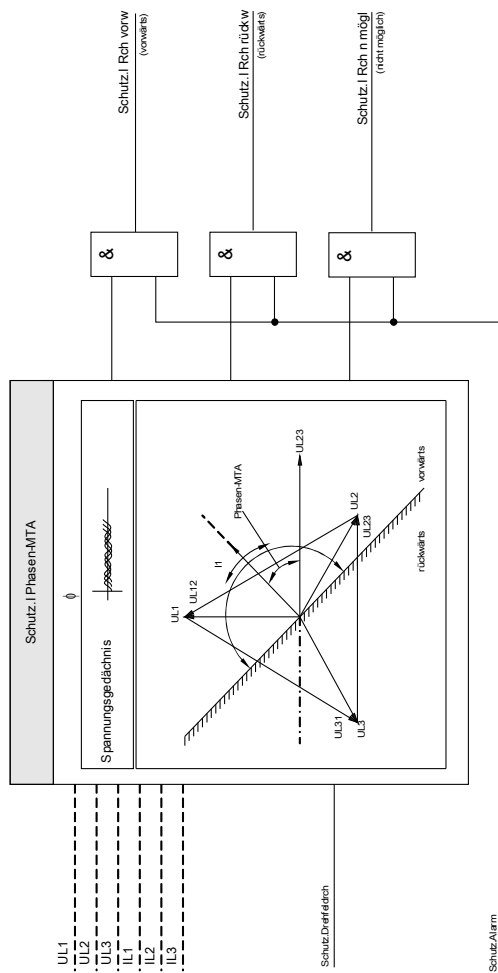 Schutz.I Phasen-MTA
ϕ
Spannungsgedächnis
UL1
UL2
UL3
IL1
IL2
IL3
Schutz.Drehfeldrch
Schutz.Alarm
UL1
UL12
I1
Phasen-MTA
UL23
UL2
UL23
UL31
UL3
vorwärts
rückwärts
&
Schutz.I Rch vorw
(vorwärts)
&
Schutz.I Rch rückw
(rückwärts)
&
Schutz.I Rch n mögl
(nicht möglich)